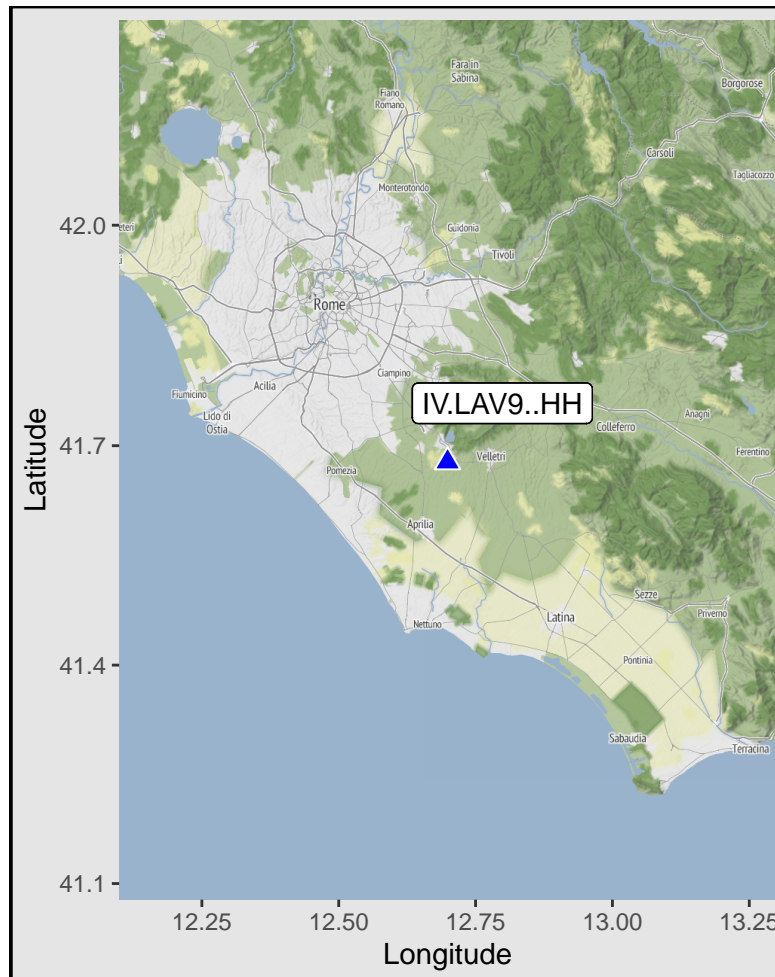 Fara in
Sabina
Borgorose
Fiano
Romano
Carsoli
Tagliacozzo
Monterotondo
42.0
Guidonia
Tivoli
Rome
Ciampino
Acilia
Fiumicino
IV.LAV9..HH
Lido di
Ostia
Anagni
Colleferro
41.7
Latitude
Velletri
Ferentino
Pomezia
Aprilia
Sezze
Priverno
Nettuno
Latina
41.4
Pontinia
Sabaudia
Terracina
41.1
12.25
12.50
12.75
13.00
13.25
Longitude